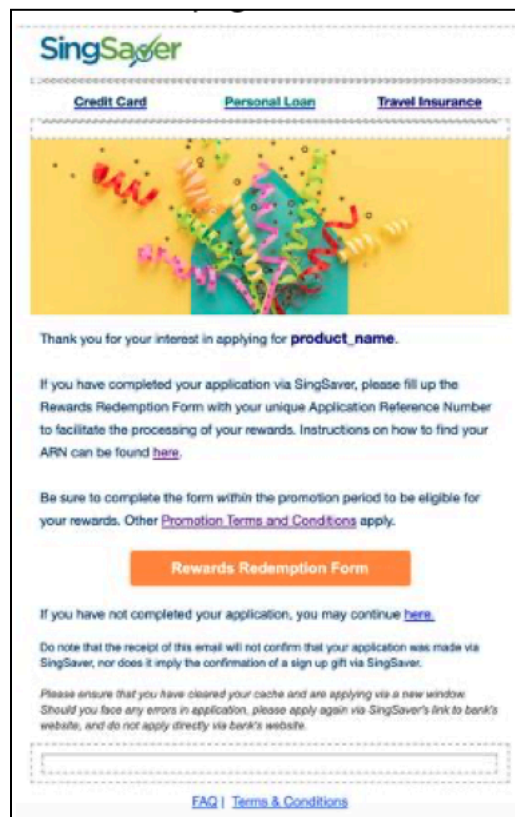 SingSaver
Credit Card Personal Loan Travel Insurance
Thank you for your interest in applying for product_name.
If you have completed your application via SingSaver, please fill up the
Rewards Redemption Form with your unique Application Reference Number
to facilitate the processing of your rewards. Instructions on how to find your
ARN can be found here.
Be sure to complete the form within the promotion period to be eligible for
your rewards. Other Promotion Terms and Conditions apply.
Rewards Redemption Form
If you have not completed your application, you may continue here.
Do note that the receipt of this email will not confirm that your application was made via
SingSaver, nor does it imply the confirmation of a sign up gift via SingSaver.
Please ensure that you have cleared your cache and are applying via a new window.
Should you face any errors in application, please apply again via SingSaver's link to bank's
website, and do not apply directly via bank's website.
FAQ | Terms & Conditions